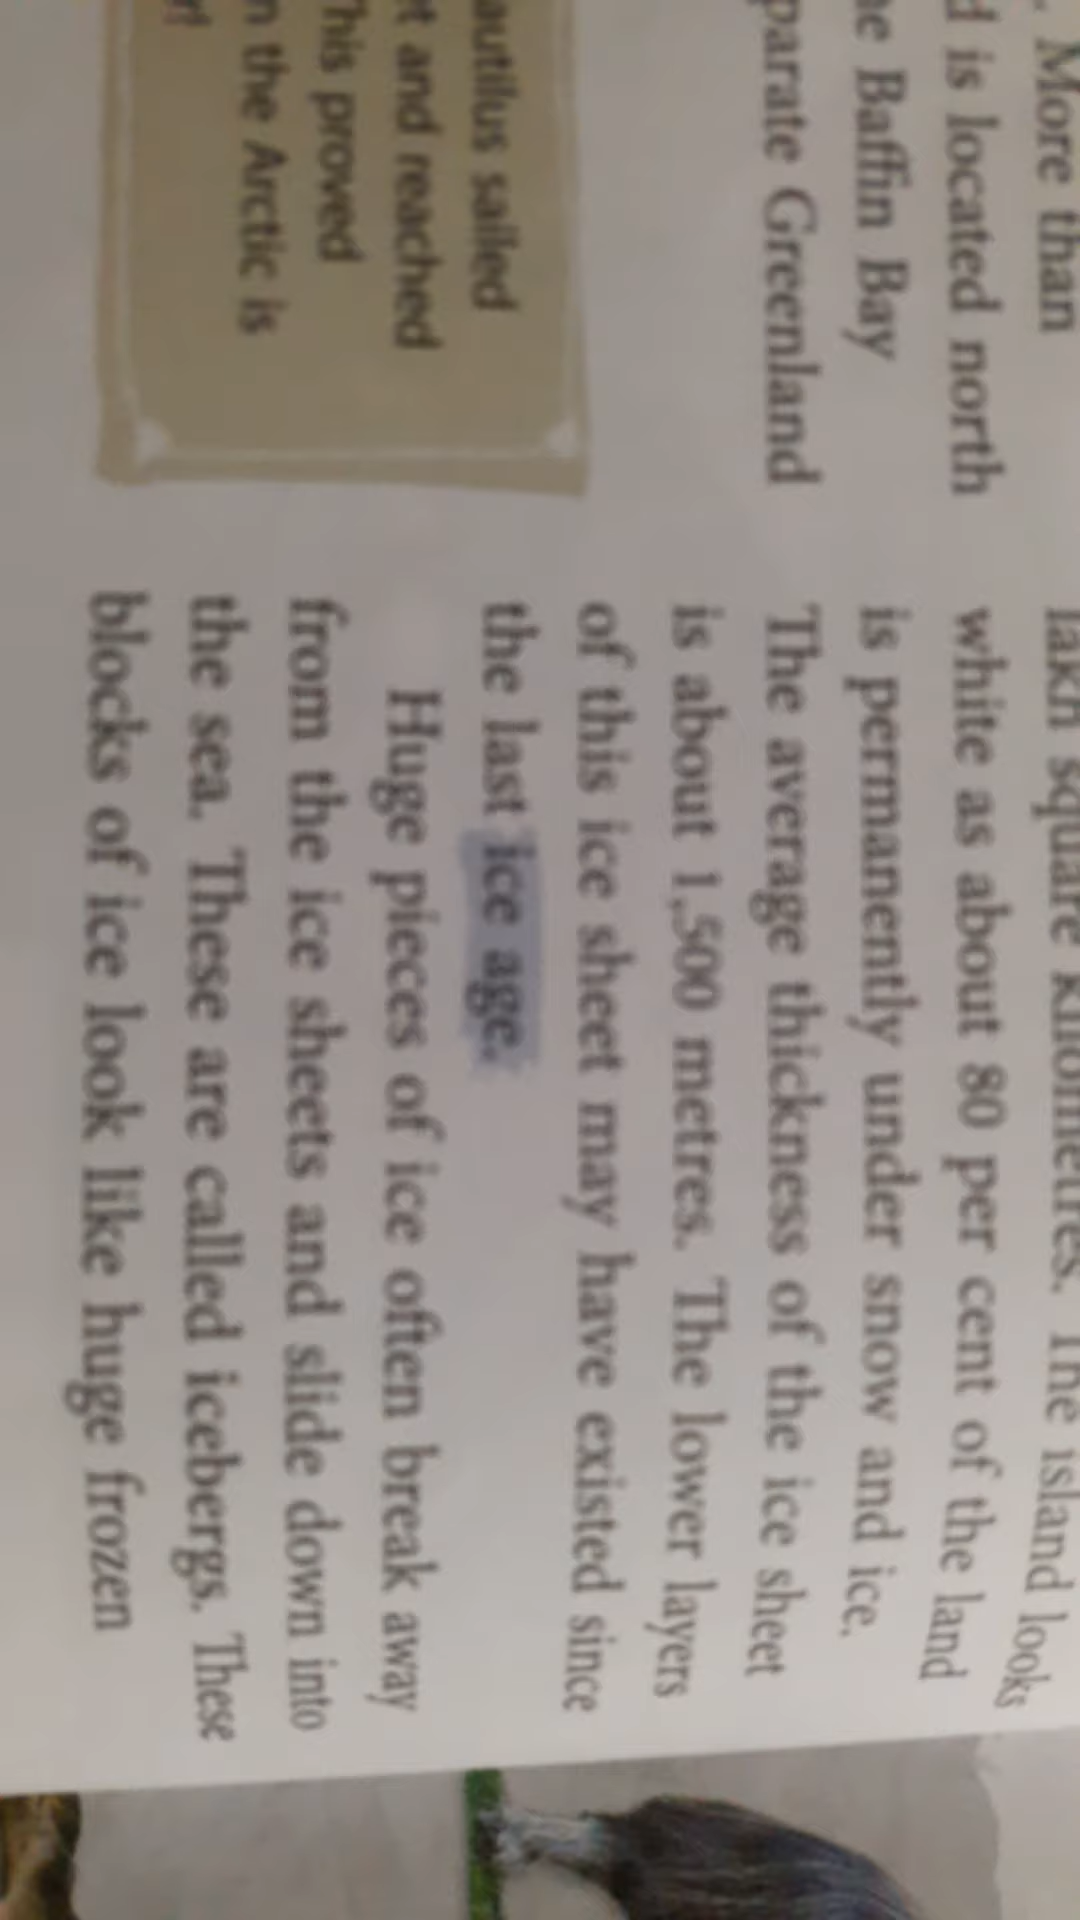 . More than
d is located north
he Baffin Bay
parate Greenland
autilus sailed
et and reached
This proved
n the Arctic is
r!
lakh square kilometres. The island looks
white as about 80 per cent of the land
is permanently under snow and ice.
The average thickness of the ice sheet
is about 1,500 metres. The lower layers
of this ice sheet may have existed since
the last ice age.
Huge pieces of ice often break away
from the ice sheets and slide down into
the sea. These are called icebergs. These
blocks of ice look like huge frozen